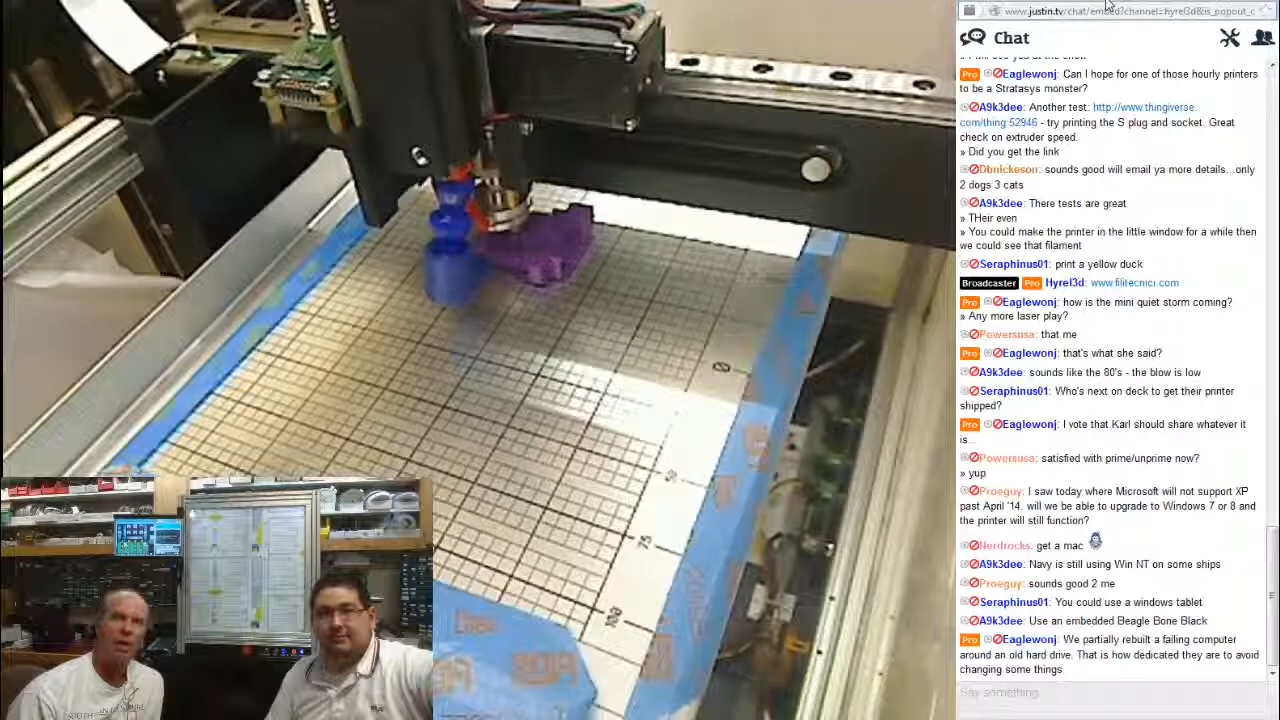 www.justin.tv/chat/embed?channel=hyrel3d&is_popout_c
Chat
I will see you at the show
Pro Eaglewonj: Can I hope for one of those hourly printers
to be a Stratasys monster?
A9k3dee: Another test: http://www.thingiverse.
com/thing:52946 - try printing the S plug and socket. Great
check on extruder speed.
» Did you get the link
Dbnickeson: sounds good will email ya more details...only
2 dogs 3 cats
A9k3dee: There tests are great
» THeir even
» You could make the printer in the little window for a while then
we could see that filament
Seraphinus01: print a yellow duck
Broadcaster Pro Hyrel3d: www.fililtecnici.com
Pro Eaglewonj: how is the mini quiet storm coming?
» Any more laser play?
Powersusa: that me
Pro Eaglewonj: that's what she said?
A9k3dee: sounds like the 80's - the blow is low
Seraphinus01: Who's next on deck to get their printer
shipped?
Pro Eaglewonj: I vote that Karl should share whatever it
is...
Powersusa: satisfied with prime/unprime now?
» yup
Proeguy: I saw today where Microsoft will not support XP
past April '14. will we be able to upgrade to Windows 7 or 8 and
the printer will still function?
Nerdrocks: get a mac
A9k3dee: Navy is still using Win NT on some ships
Proeguy: sounds good 2 me
Seraphinus01: You could use a windows tablet
A9k3dee: Use an embedded Beagle Bone Black
Pro Eaglewonj: We partially rebuilt a failing computer
around an old hard drive. That is how dedicated they are to avoid
changing some things
Say something
0
50
75
100